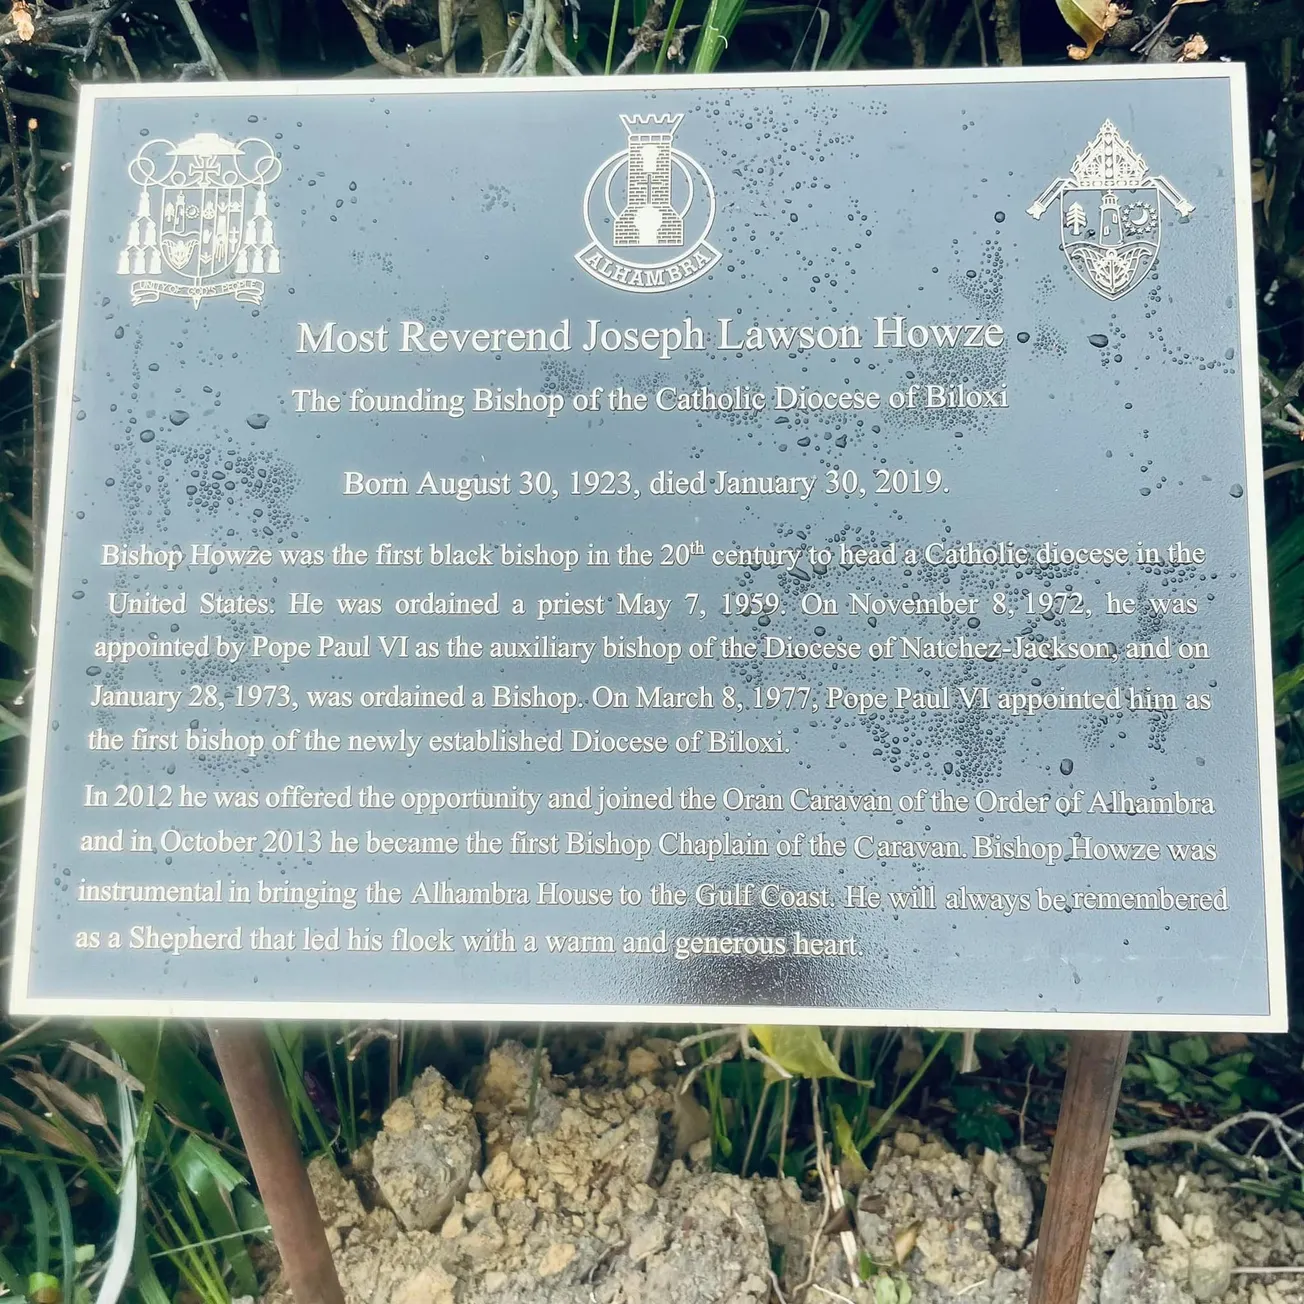 UNITY OF GOD'S PEOPLE
ALHAMBRA
Most Reverend Joseph Lawson Howze
The founding Bishop of the Catholic Diocese of Biloxi
Born August 30, 1923, died January 30, 2019.
Bishop Howze was the first black bishop in the 20th century to head a Catholic diocese in the
United States. He was ordained a priest May 7, 1959. On November 8, 1972, he was
appointed by Pope Paul VI as the auxiliary bishop of the Diocese of Natchez-Jackson, and on
January 28, 1973, was ordained a Bishop. On March 8, 1977, Pope Paul VI appointed him as
the first bishop of the newly established Diocese of Biloxi.
In 2012 he was offered the opportunity and joined the Oran Caravan of the Order of Alhambra
and in October 2013 he became the first Bishop Chaplain of the Caravan. Bishop Howze was
instrumental in bringing the Alhambra House to the Gulf Coast. He will always be remembered
as a Shepherd that led his flock with a warm and generous heart.